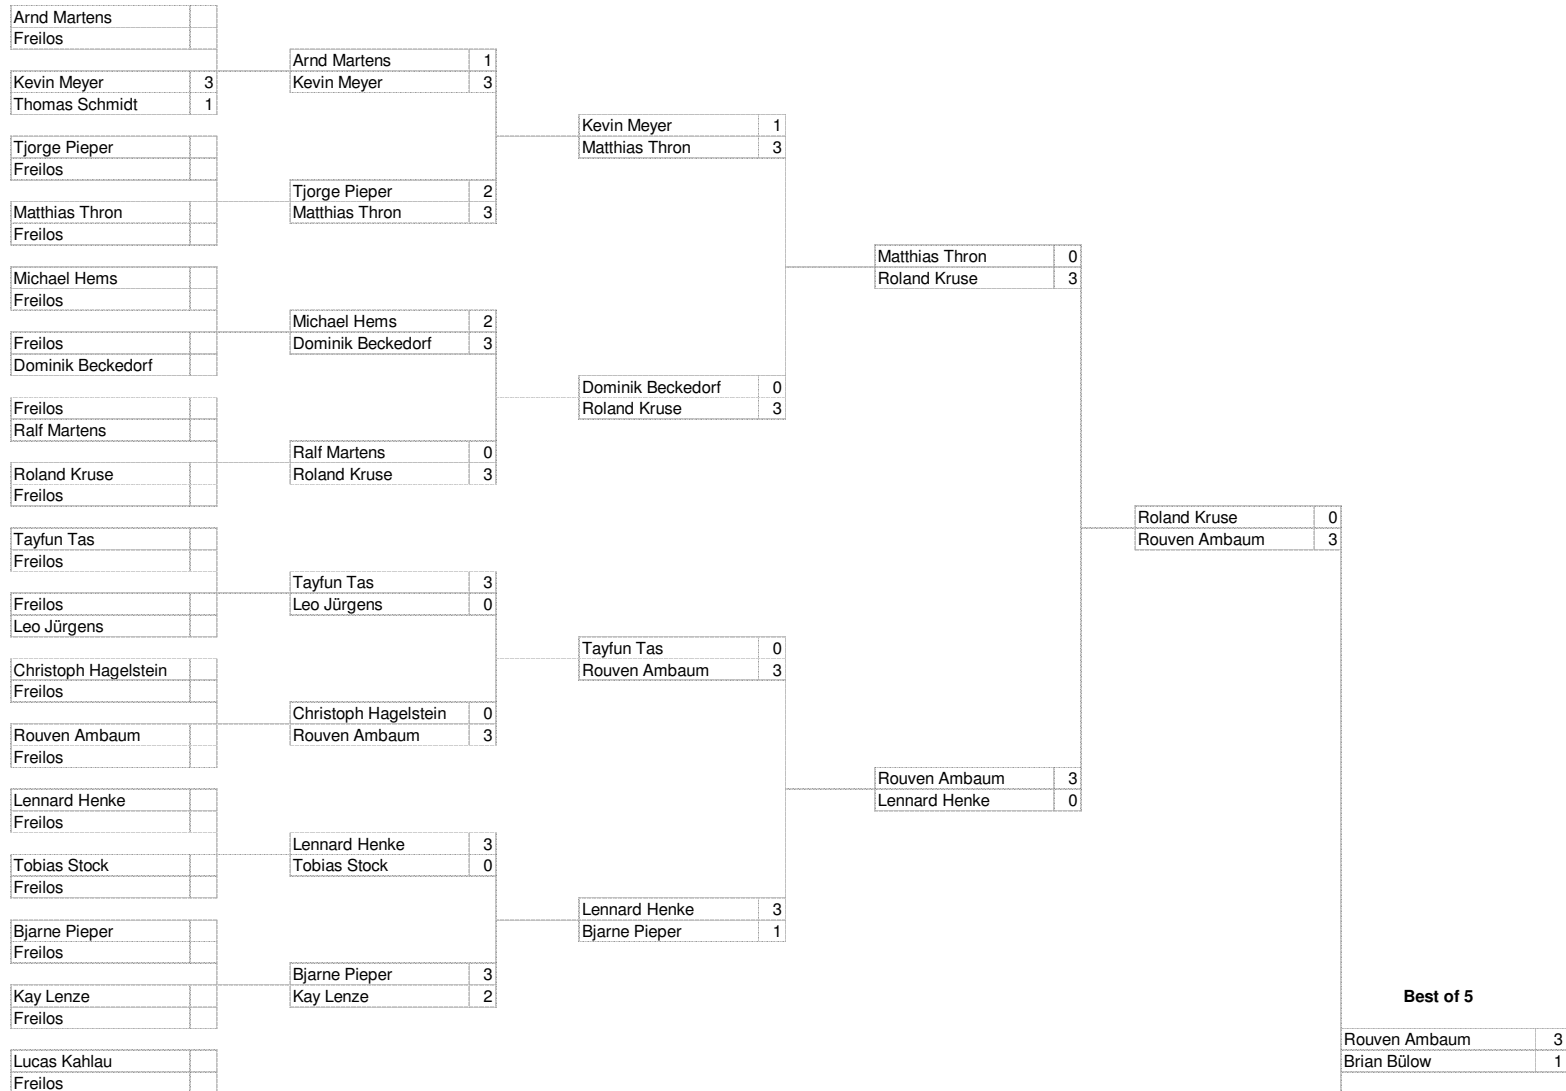 Arnd Martens
Freilos
Kevin Meyer 3
Thomas Schmidt 1
Tjorge Pieper
Freilos
Matthias Thron
Freilos
Michael Hems
Freilos
Freilos
Dominik Beckedorf
Freilos
Ralf Martens
Roland Kruse
Freilos
Tayfun Tas
Freilos
Freilos
Leo Jürgens
Christoph Hagelstein
Freilos
Rouven Ambaum
Freilos
Lennard Henke
Freilos
Tobias Stock
Freilos
Bjarne Pieper
Freilos
Kay Lenze
Freilos
Lucas Kahlau
Freilos
Arnd Martens 1
Kevin Meyer 3
Tjorge Pieper 2
Matthias Thron 3
Michael Hems 2
Dominik Beckedorf 3
Ralf Martens 0
Roland Kruse 3
Tayfun Tas 3
Leo Jürgens 0
Christoph Hagelstein 0
Rouven Ambaum 3
Lennard Henke 3
Tobias Stock 0
Bjarne Pieper 3
Kay Lenze 2
Kevin Meyer 1
Matthias Thron 3
Dominik Beckedorf 0
Roland Kruse 3
Tayfun Tas 0
Rouven Ambaum 3
Lennard Henke 3
Bjarne Pieper 1
Matthias Thron 0
Roland Kruse 3
Rouven Ambaum 3
Lennard Henke 0
Roland Kruse 0
Rouven Ambaum 3
Best of 5
Rouven Ambaum 3
Brian Bülow 1